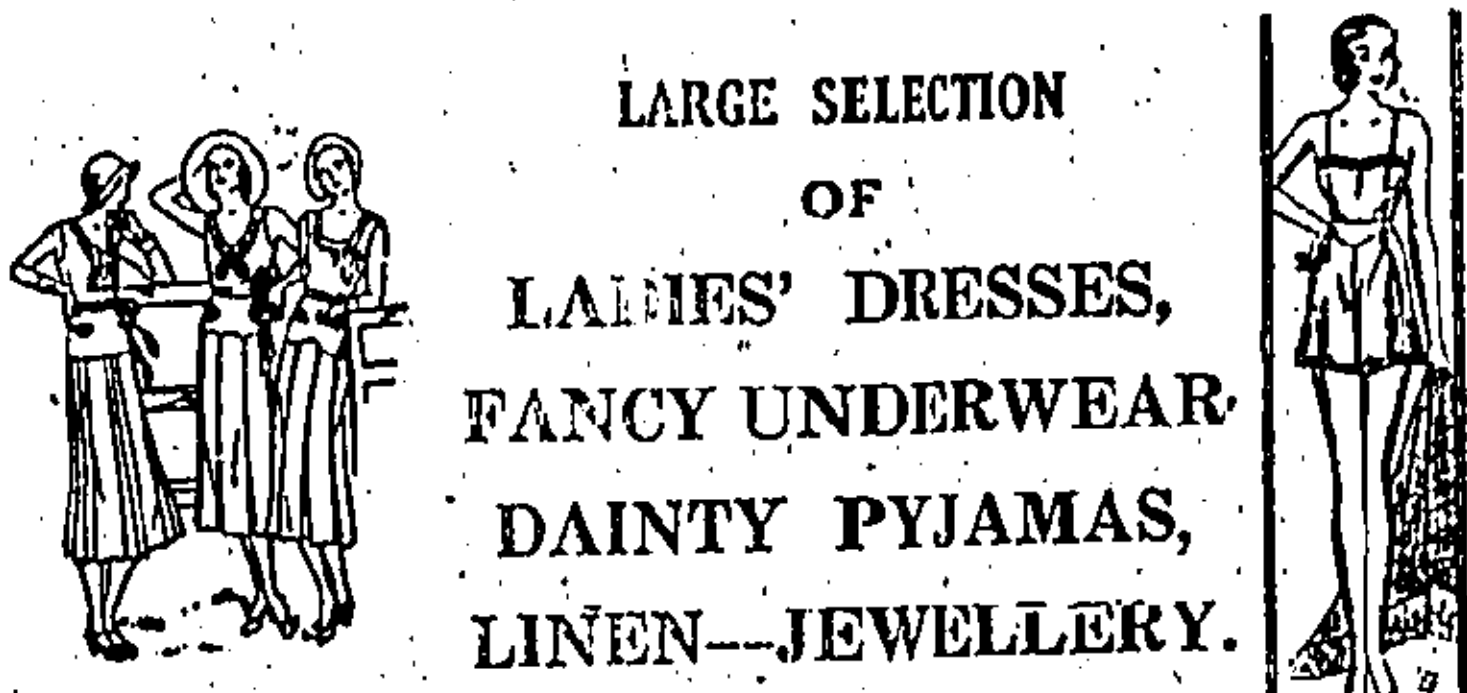 LARGE SELECTION
OF
LADIES' DRESSES,
FANCY UNDERWEAR.
DAINTY PYJAMAS,
LINEN—JEWELLERY.